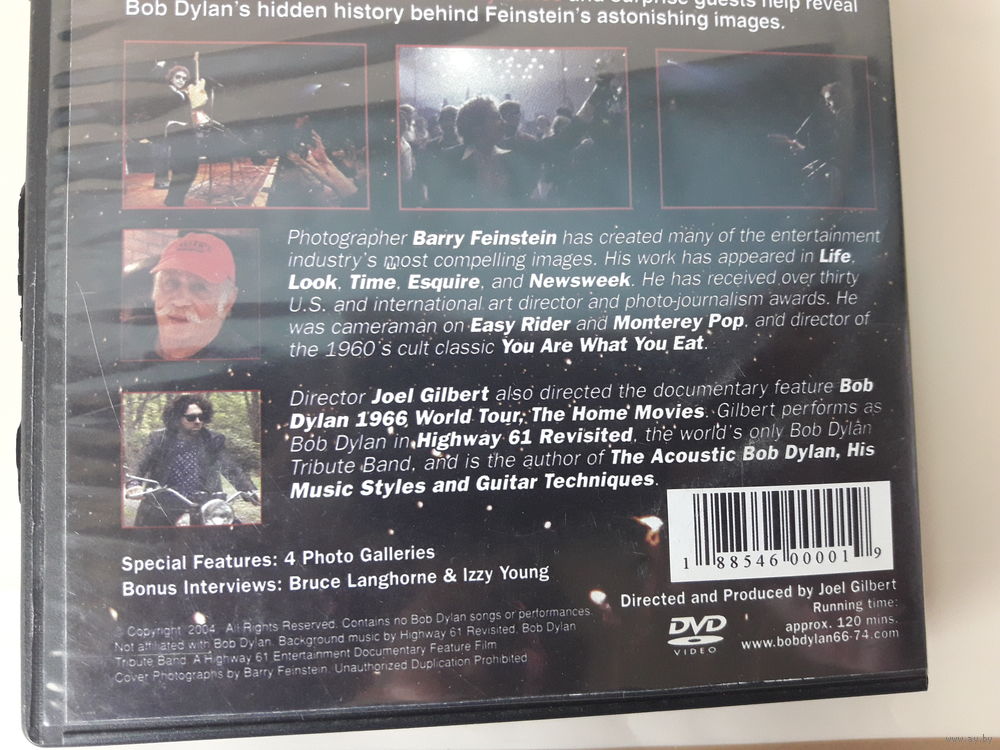 and surprise guests help reveal
Bob Dylan's hidden history behind Feinstein's astonishing images.
Photographer Barry Feinstein has created many of the entertainment
industry's most compelling images. His work has appeared in Life,
Look, Time, Esquire, and Newsweek. He has received over thirty
U.S. and international art director and photo-journalism awards. He
was cameraman on Easy Rider and Monterey Pop, and director of
the 1960's cult classic You Are What You Eat.
Director Joel Gilbert also directed the documentary feature Bob
Dylan 1966 World Tour, The Home Movies. Gilbert performs as
Bob Dylan in Highway 61 Revisited, the world's only Bob Dylan
Tribute Band, and is the author of The Acoustic Bob Dylan, His
Music Styles and Guitar Techniques.
Special Features: 4 Photo Galleries
Bonus Interviews: Bruce Langhorne & Izzy Young
1 88546 00001 9
Directed and Produced by Joel Gilbert
Running time:
approx. 120 mins.
www.bobdylan66-74.com
DVD
VIDEO
© Copyright 2004 All Rights Reserved. Contains no Bob Dylan songs or performances.
Not affiliated with Bob Dylan. Background music by Highway 61 Revisited, Bob Dylan
Tribute Band. A Highway 61 Entertainment Documentary Feature Film
Cover Photographs by Barry Feinstein. Unauthorized Duplication Prohibited